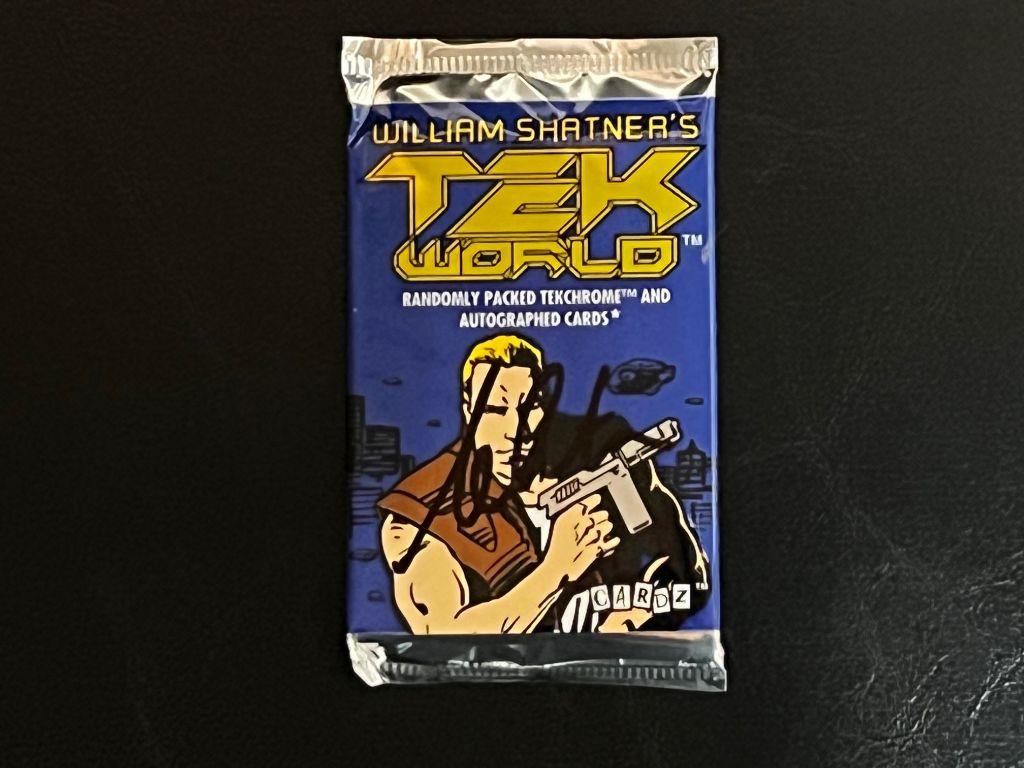 WILLIAM SHATNER'S
TEK
WORLD™
RANDOMLY PACKED TEKCHROME™ AND
AUTOGRAPHED CARDS*
CARDZ™